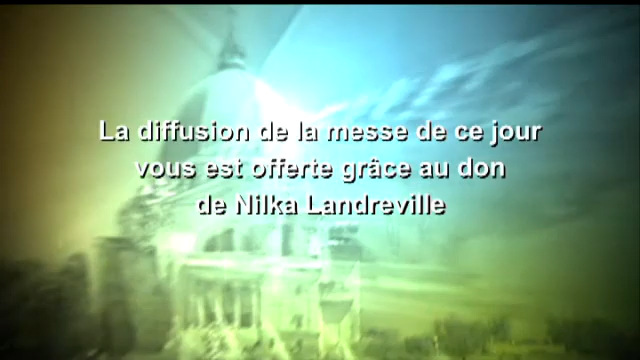 La diffusion de la messe de ce jour
vous est offerte grâce au don
de Nilka Landreville